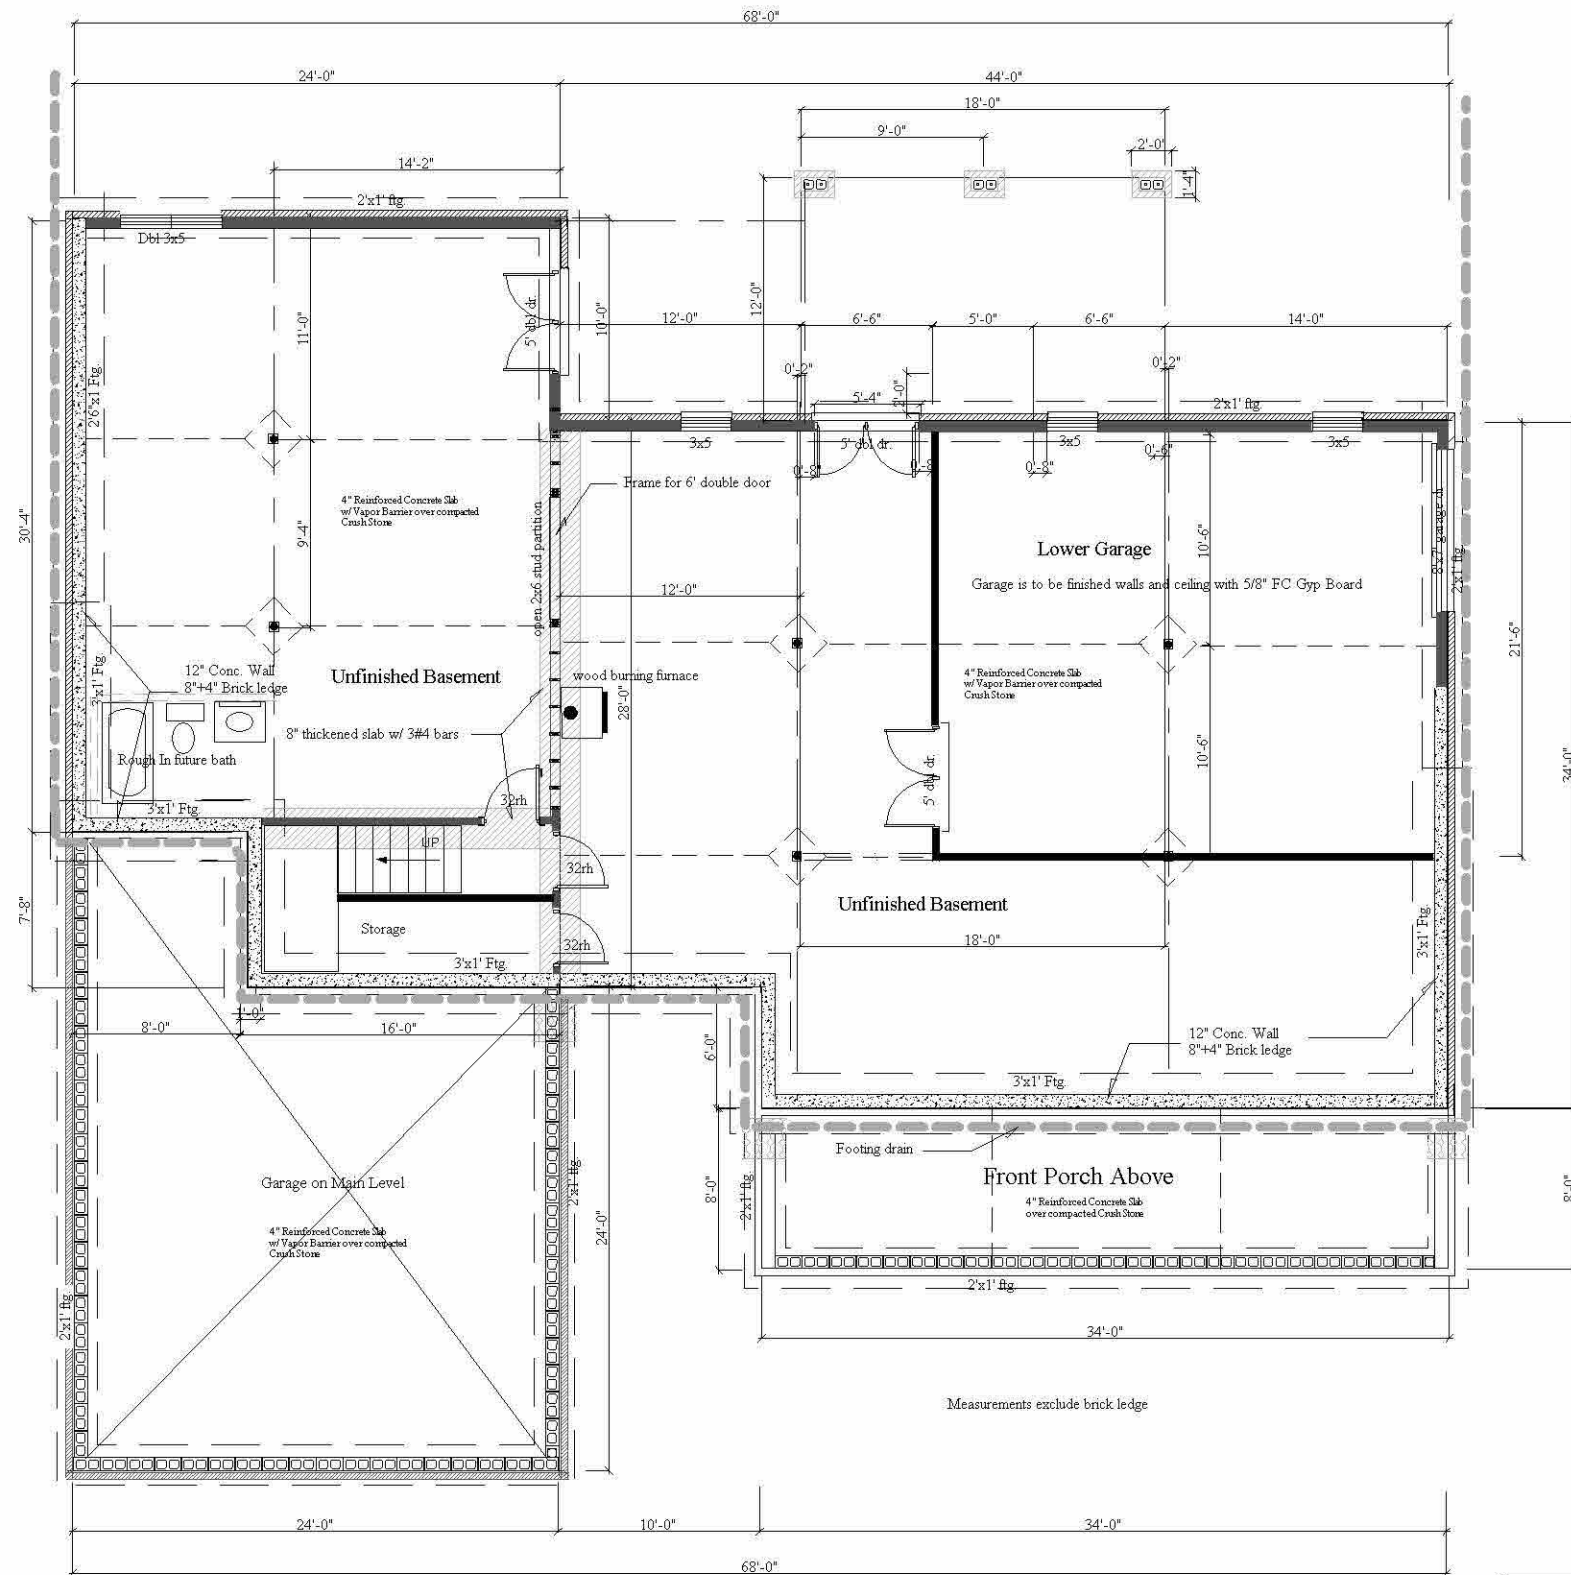 68'-0"
24'-0"
44'-0"
18'-0"
9'-0"
2'-0"
14'-2"
1'-4"
2'x1' ftg.
Dbl 3x5
5' dbl dr.
10'-0"
12'-0"
11'-0"
12'-0"
6'-6"
5'-0"
6'-6"
14'-0"
0'-2"
0'-2"
5'-4"
2'-0"
2'x1' ftg.
2'6"x1 Ftg.
3x5
5' dbl dr.
3x5
3x5
0'-8"
0'-8
0'-8"
0'-6"
Frame for 6' double door
4" Reinforced Concrete Slab
w/ Vapor Barrier over compacted
Crush Stone
30'-4"
9'-4"
open 2x6 stud partition
Lower Garage
10'-6"
8'x7' garage dr.
2'x1' ftg.
Garage is to be finished walls and ceiling with 5/8" FC Gyp Board
12'-0"
21'-6"
2'x1' Ftg.
12" Conc. Wall
8"+4" Brick ledge
Unfinished Basement
wood burning furnace
4" Reinforced Concrete Slab
w/ Vapor Barrier over compacted
Crush Stone
28'-0"
8" thickened slab w/ 3#4 bars
Rough In future bath
10'-6"
34'-0"
5' dbl dr.
3'x1' Ftg.
32rh
UP
32rh
7'-8"
Unfinished Basement
Storage
32rh
18'-0"
3'x1' Ftg.
3'x1' Ftg.
1'-0"
8'-0"
16'-0"
6'-0"
12" Conc. Wall
8"+4" Brick ledge
3'x1' Ftg.
Footing drain
Front Porch Above
Garage on Main Level
2'x1' ftg.
8'-0"
2'x1' ftg.
8'-0"
4" Reinforced Concrete Slab
over compacted Crush Stone
4" Reinforced Concrete Slab
w/ Vapor Barrier over compacted
Crush Stone
24'-0"
2'x1' ftg.
2'x1' ftg.
34'-0"
Measurements exclude brick ledge
24'-0"
10'-0"
34'-0"
68'-0"